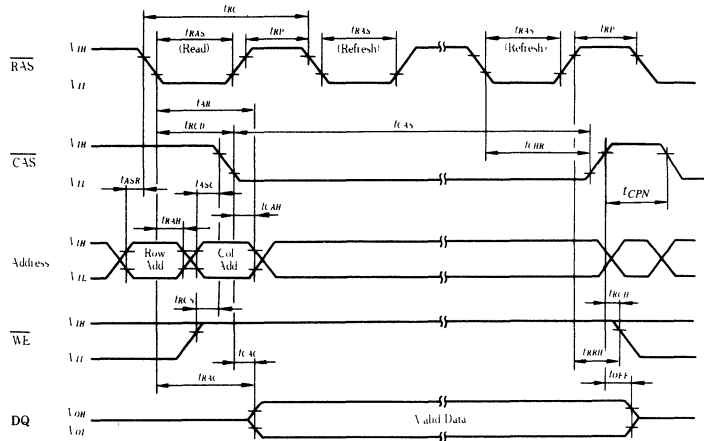 tRC
tRAS tRP tRAS tRAS tRP
(Read) (Refresh) (Refresh)
RAS VIH
VIL
tAR
tRCD tCAS
tCHR
CAS VIH
VIL
tASR tASC tCPN
tRAH tCAH
Address VIH
VIL
Row Add
Col Add
tRCS tRCH
WE VIH
VIL
tCAC tRRH
tRAC tOFF
DQ VOH
VOL
Valid Data